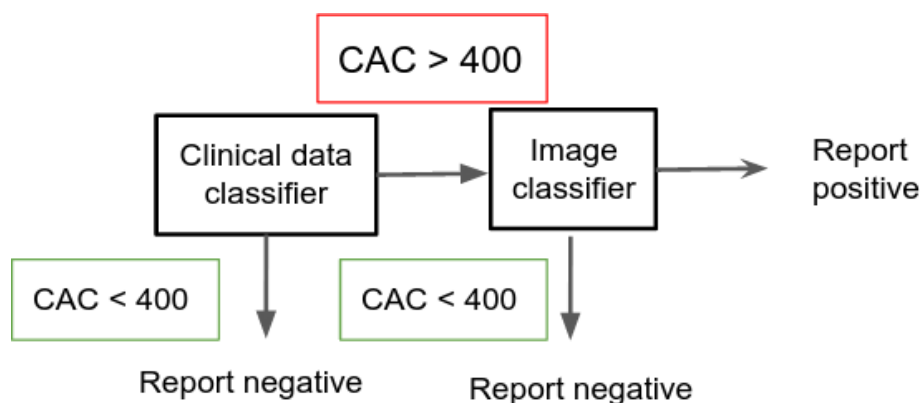 CAC > 400
Clinical data
classifier
Image
classifier
Report
positive
CAC < 400
CAC < 400
Report negative
Report negative